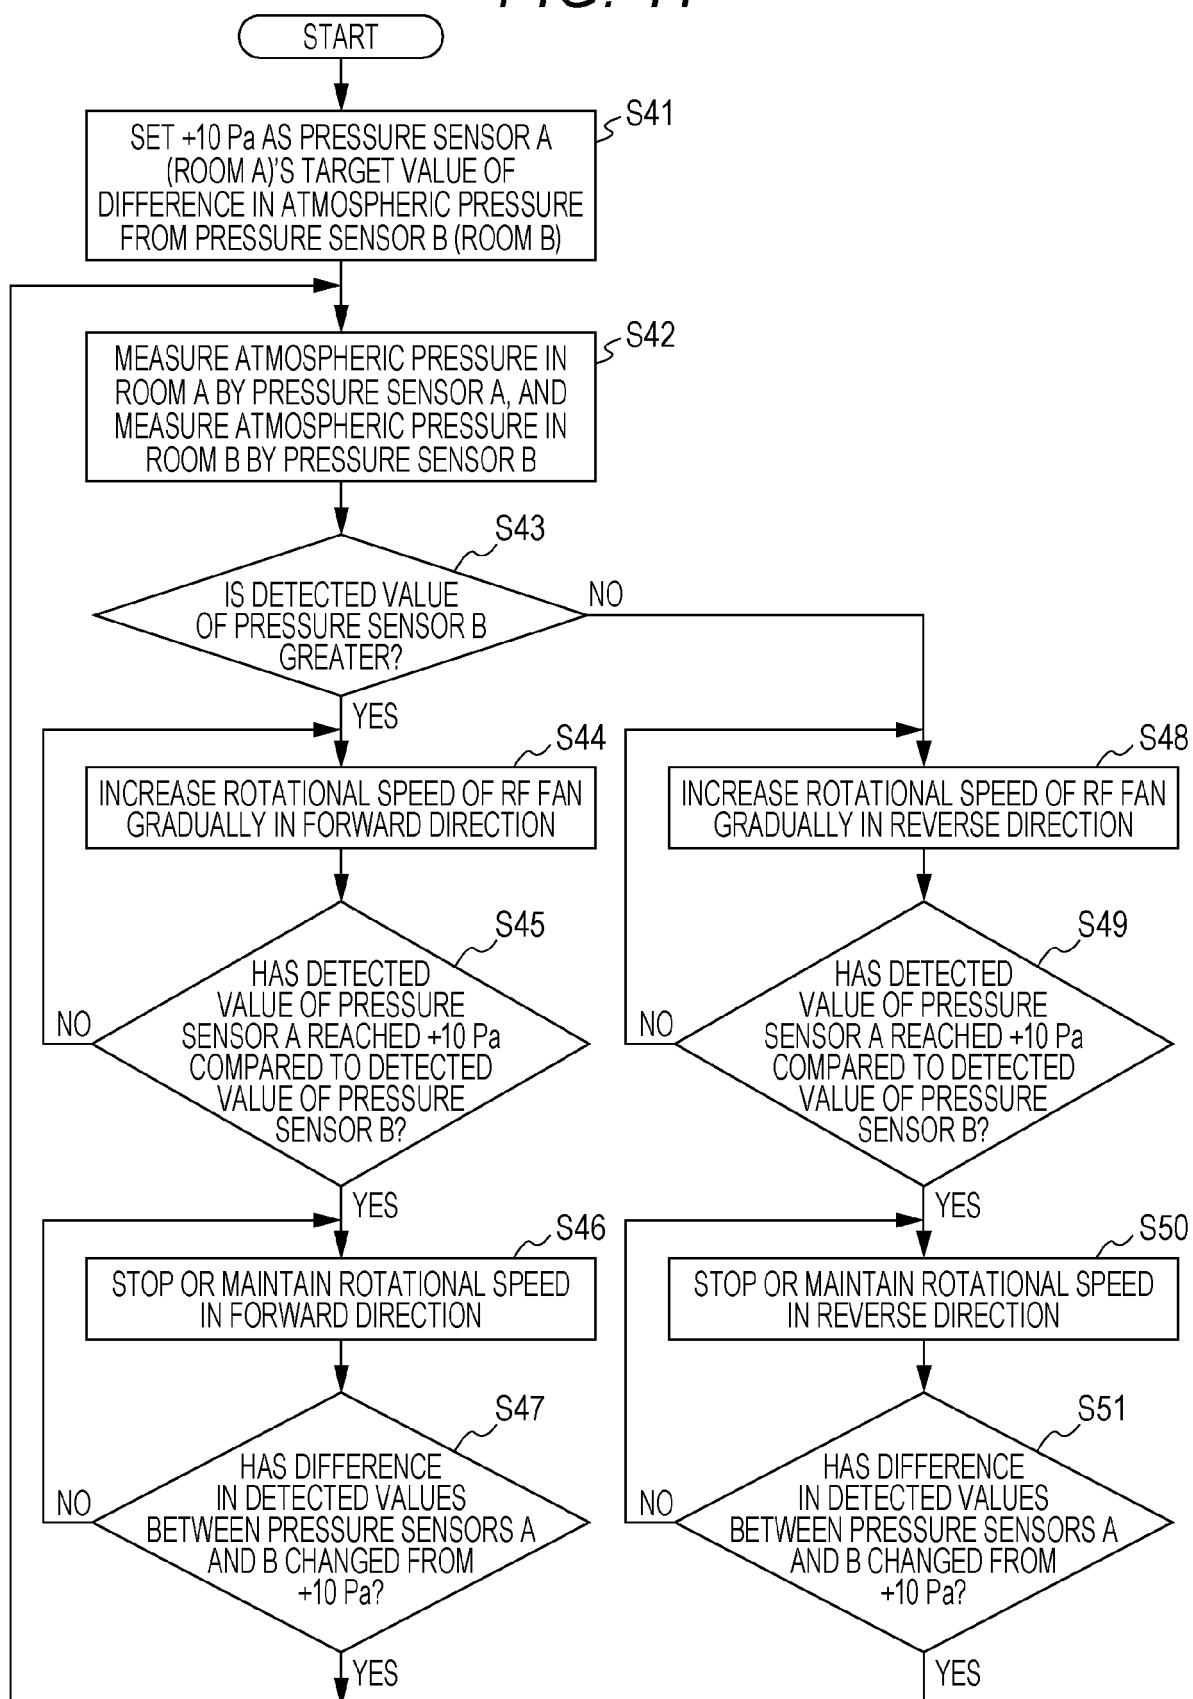 START
S41
SET +10 Pa AS PRESSURE SENSOR A
(ROOM A)'S TARGET VALUE OF
DIFFERENCE IN ATMOSPHERIC PRESSURE
FROM PRESSURE SENSOR B (ROOM B)
S42
MEASURE ATMOSPHERIC PRESSURE IN
ROOM A BY PRESSURE SENSOR A, AND
MEASURE ATMOSPHERIC PRESSURE IN
ROOM B BY PRESSURE SENSOR B
S43
IS DETECTED VALUE
OF PRESSURE SENSOR B
GREATER?
NO
YES
S44
INCREASE ROTATIONAL SPEED OF RF FAN
GRADUALLY IN FORWARD DIRECTION
S45
HAS DETECTED
VALUE OF PRESSURE
SENSOR A REACHED +10 Pa
COMPARED TO DETECTED
VALUE OF PRESSURE
SENSOR B?
NO
YES
S46
STOP OR MAINTAIN ROTATIONAL SPEED
IN FORWARD DIRECTION
S47
HAS DIFFERENCE
IN DETECTED VALUES
BETWEEN PRESSURE SENSORS A
AND B CHANGED FROM
+10 Pa?
NO
YES
S48
INCREASE ROTATIONAL SPEED OF RF FAN
GRADUALLY IN REVERSE DIRECTION
S49
HAS DETECTED
VALUE OF PRESSURE
SENSOR A REACHED +10 Pa
COMPARED TO DETECTED
VALUE OF PRESSURE
SENSOR B?
NO
YES
S50
STOP OR MAINTAIN ROTATIONAL SPEED
IN REVERSE DIRECTION
S51
HAS DIFFERENCE
IN DETECTED VALUES
BETWEEN PRESSURE SENSORS A
AND B CHANGED FROM
+10 Pa?
NO
YES